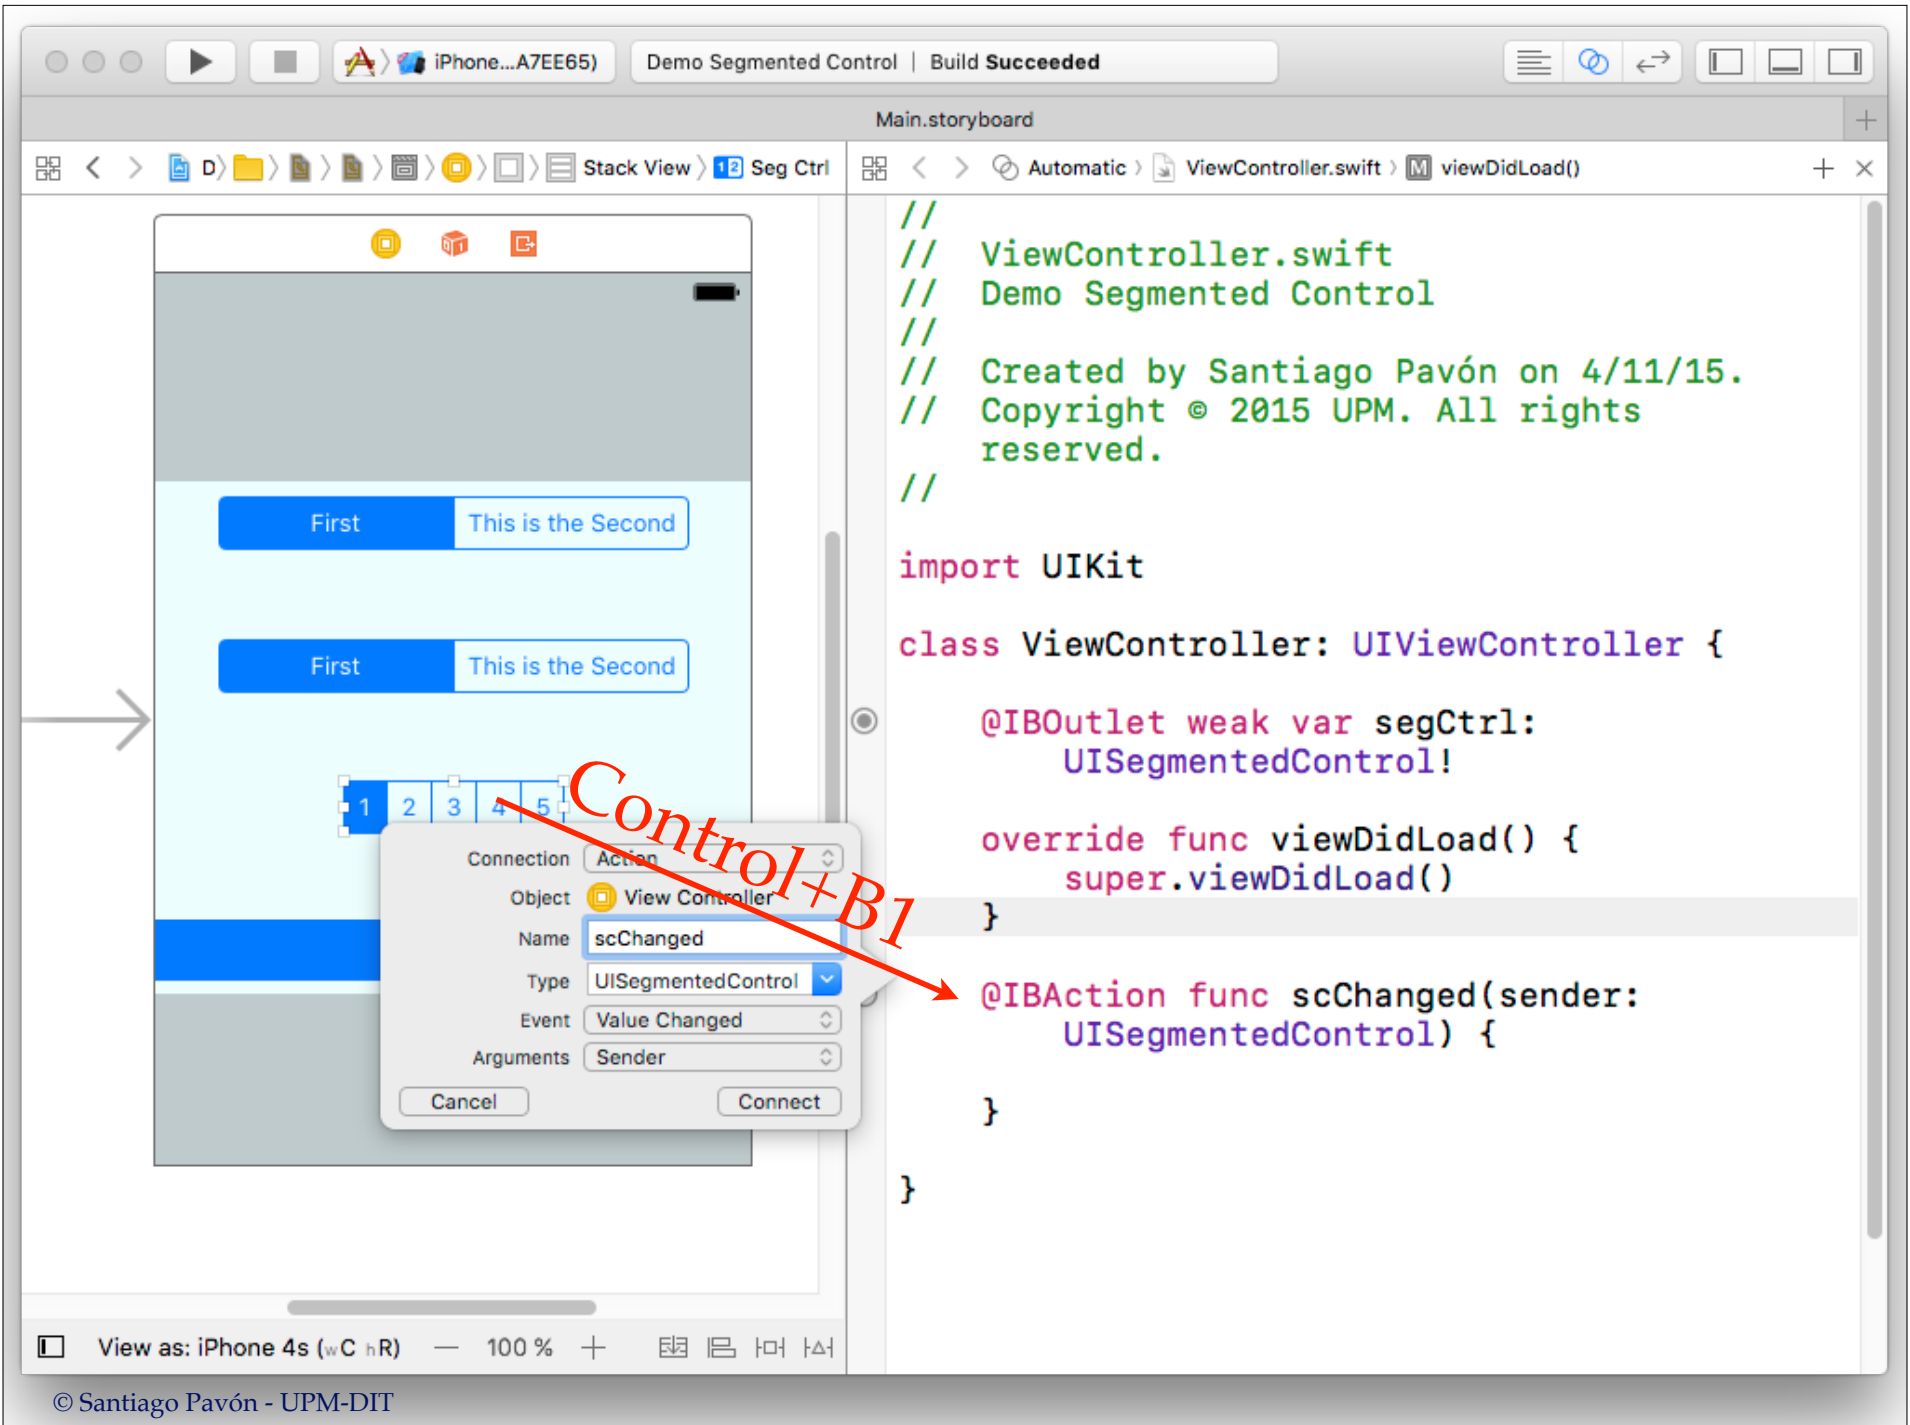 iPhone...A7EE65)
Demo Segmented Control | Build Succeeded
Main.storyboard
D
Stack View
12
Seg Ctrl
Automatic
ViewController.swift
M
viewDidLoad()
First
This is the Second
First
This is the Second
1 2 3 4 5
Control+B1
Connection Action
Object View Controller
Name scChanged
Type UISegmentedControl
Event Value Changed
Arguments Sender
Cancel
Connect
View as: iPhone 4s (wC hR)
— 100 % +
//
// ViewController.swift
// Demo Segmented Control
//
// Created by Santiago Pavón on 4/11/15.
// Copyright © 2015 UPM. All rights
reserved.
//
import UIKit
class ViewController: UIViewController {
@IBOutlet weak var segCtrl:
UISegmentedControl!
override func viewDidLoad() {
super.viewDidLoad()
}
@IBAction func scChanged(sender:
UISegmentedControl) {
}
}
© Santiago Pavón - UPM-DIT